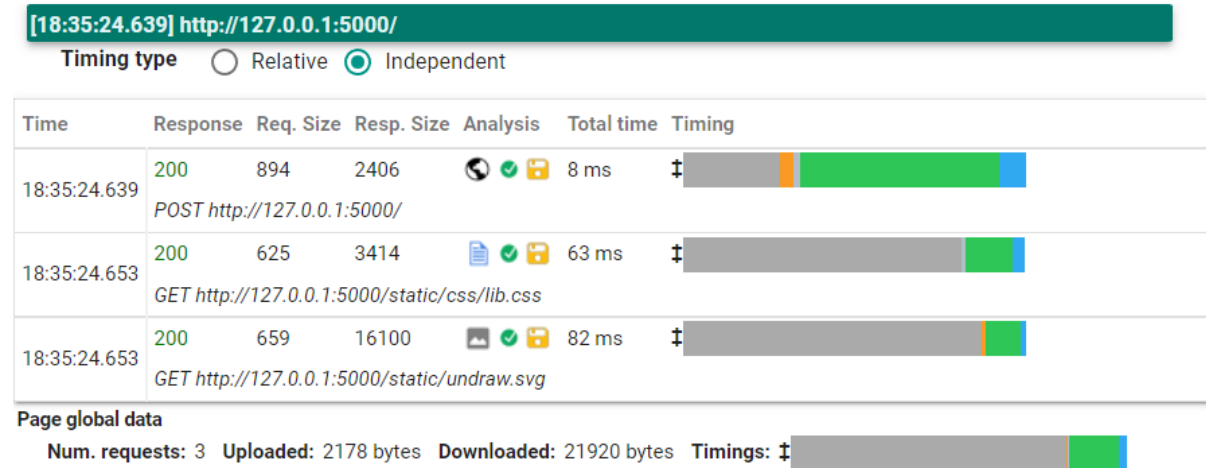 [18:35:24.639] http://127.0.0.1:5000/
Timing type Relative Independent
Time Response Req. Size Resp. Size Analysis Total time Timing
200 894 2406 8 ms ‡
18:35:24.639
POST http://127.0.0.1:5000/
200 625 3414 63 ms ‡
18:35:24.653
GET http://127.0.0.1:5000/static/css/lib.css
200 659 16100 82 ms ‡
18:35:24.653
GET http://127.0.0.1:5000/static/undraw.svg
Page global data
Num. requests: 3 Uploaded: 2178 bytes Downloaded: 21920 bytes Timings: ‡